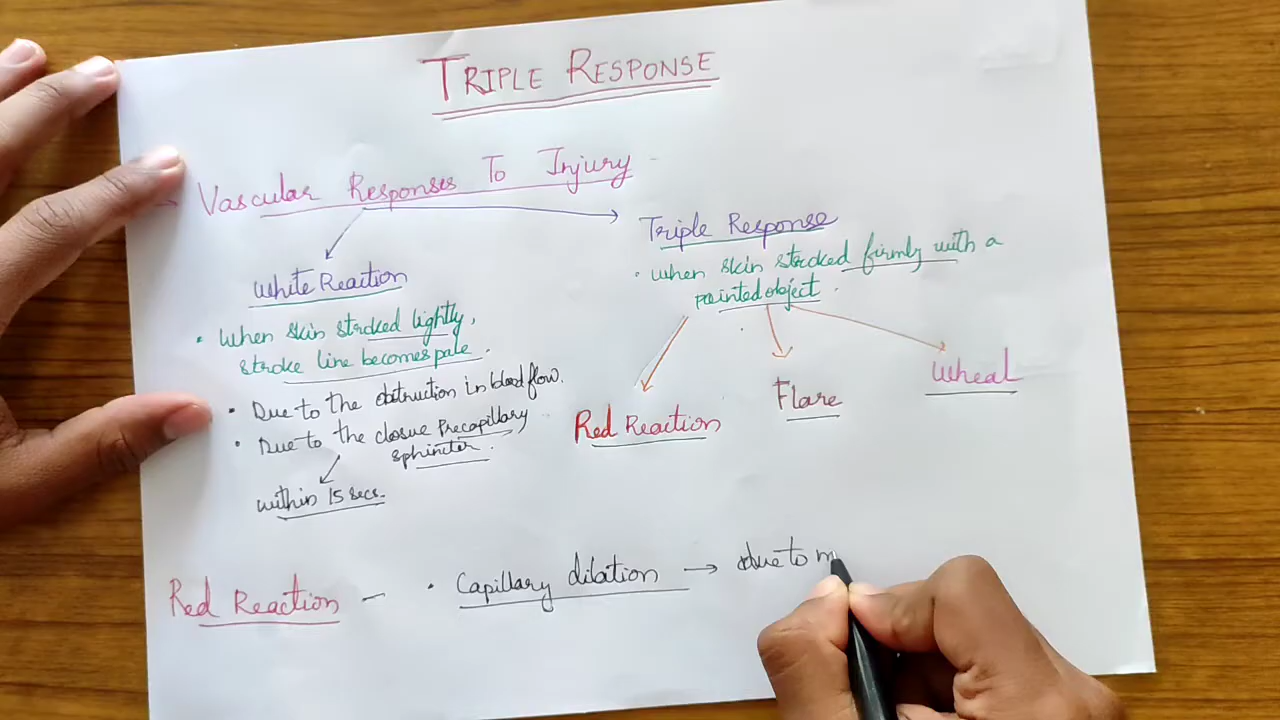 TRIPLE RESPONSE
Vascular Responses To Injury
White Reaction
• When skin stroked lightly,
stroke line becomes pale.
• Due to the obstruction in blood flow.
• Due to the closure Precapillary
sphincter.
within 15 secs.
Triple Response
• When skin stroked firmly with a
pointed object.
Red Reaction
Flare
Wheal
Red Reaction – • Capillary dilation → due to m